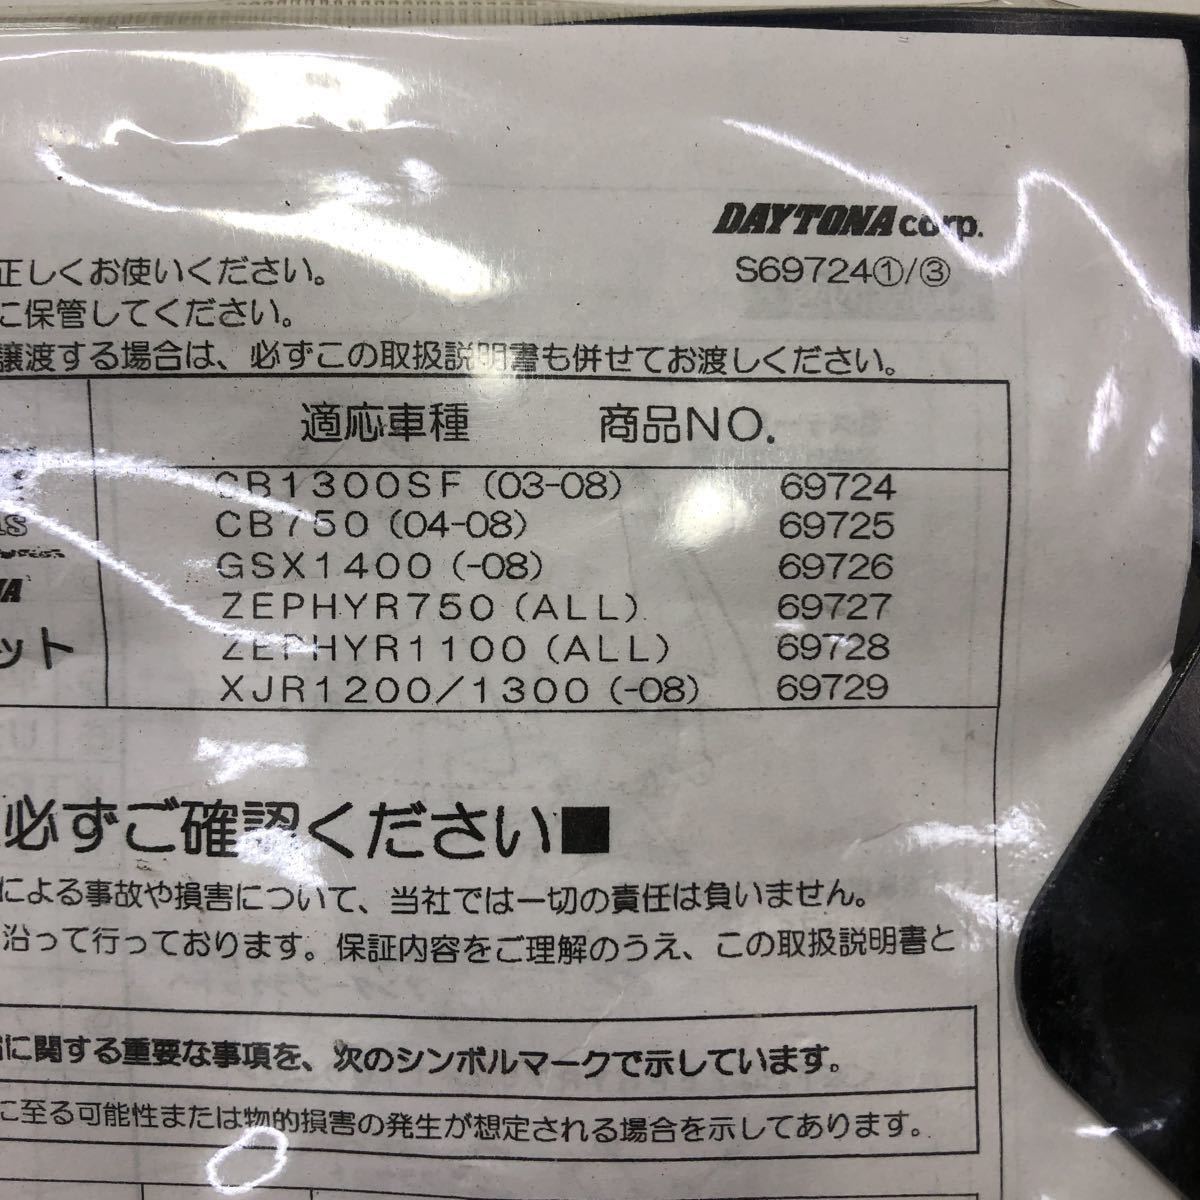 DAYTONA corp.
正しくお使いください。
S69724①/③
に保管してください。
譲渡する場合は、必ずこの取扱説明書も併せてお渡しください。
適応車種 商品NO.
CB1300SF (03-08) 69724
CB750 (04-08) 69725
GSX1400 (-08) 69726
ZEPHYR750 (ALL) 69727
ZEPHYR1100 (ALL) 69728
ット
XJR1200/1300 (-08) 69729
必ずご確認ください■
による事故や損害について、当社では一切の責任は負いません。
沿って行っております。保証内容をご理解のうえ、この取扱説明書と
に関する重要な事項を、次のシンボルマークで示しています。
に至る可能性または物的損害の発生が想定される場合を示してあります。